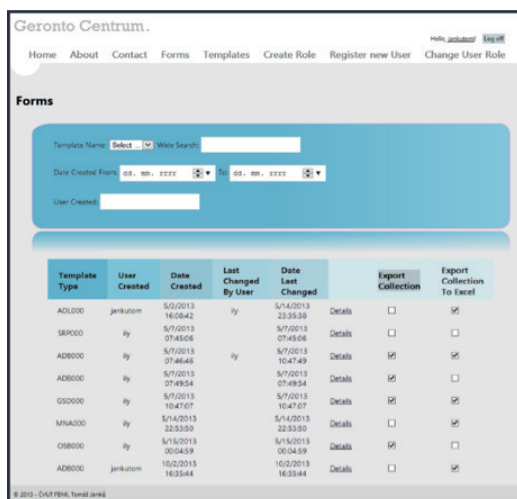 Geronto Centrum.
Hello, jankutom! Log off
Home About Contact Forms Templates Create Role Register new User Change User Role
Forms
Template Name: Select ... Wide Search:
Date Created From: dd. mm. rrrr To: dd. mm. rrrr
User Created:
Template Type User Created Date Created Last Changed By User Date Last Changed Export Collection Export Collection To Excel
ADL000 jankutom 5/2/2013 16:08:42 ily 5/14/2013 23:35:38 Details
SRP000 ily 5/7/2013 07:45:06 5/7/2013 07:45:06 Details
ADB000 ily 5/7/2013 07:46:46 ily 5/7/2013 10:47:49 Details
ADB000 ily 5/7/2013 07:49:54 5/7/2013 07:49:54 Details
GSD000 ily 5/7/2013 10:47:07 5/7/2013 10:47:07 Details
MNA000 ily 5/14/2013 22:53:50 5/14/2013 22:53:50 Details
OSB000 ily 5/15/2013 00:04:59 5/15/2013 00:04:59 Details
ADB000 jankutom 10/2/2013 16:35:44 10/2/2013 16:35:44 Details
© 2013 - ČVUT FBMI, Tomáš Janků